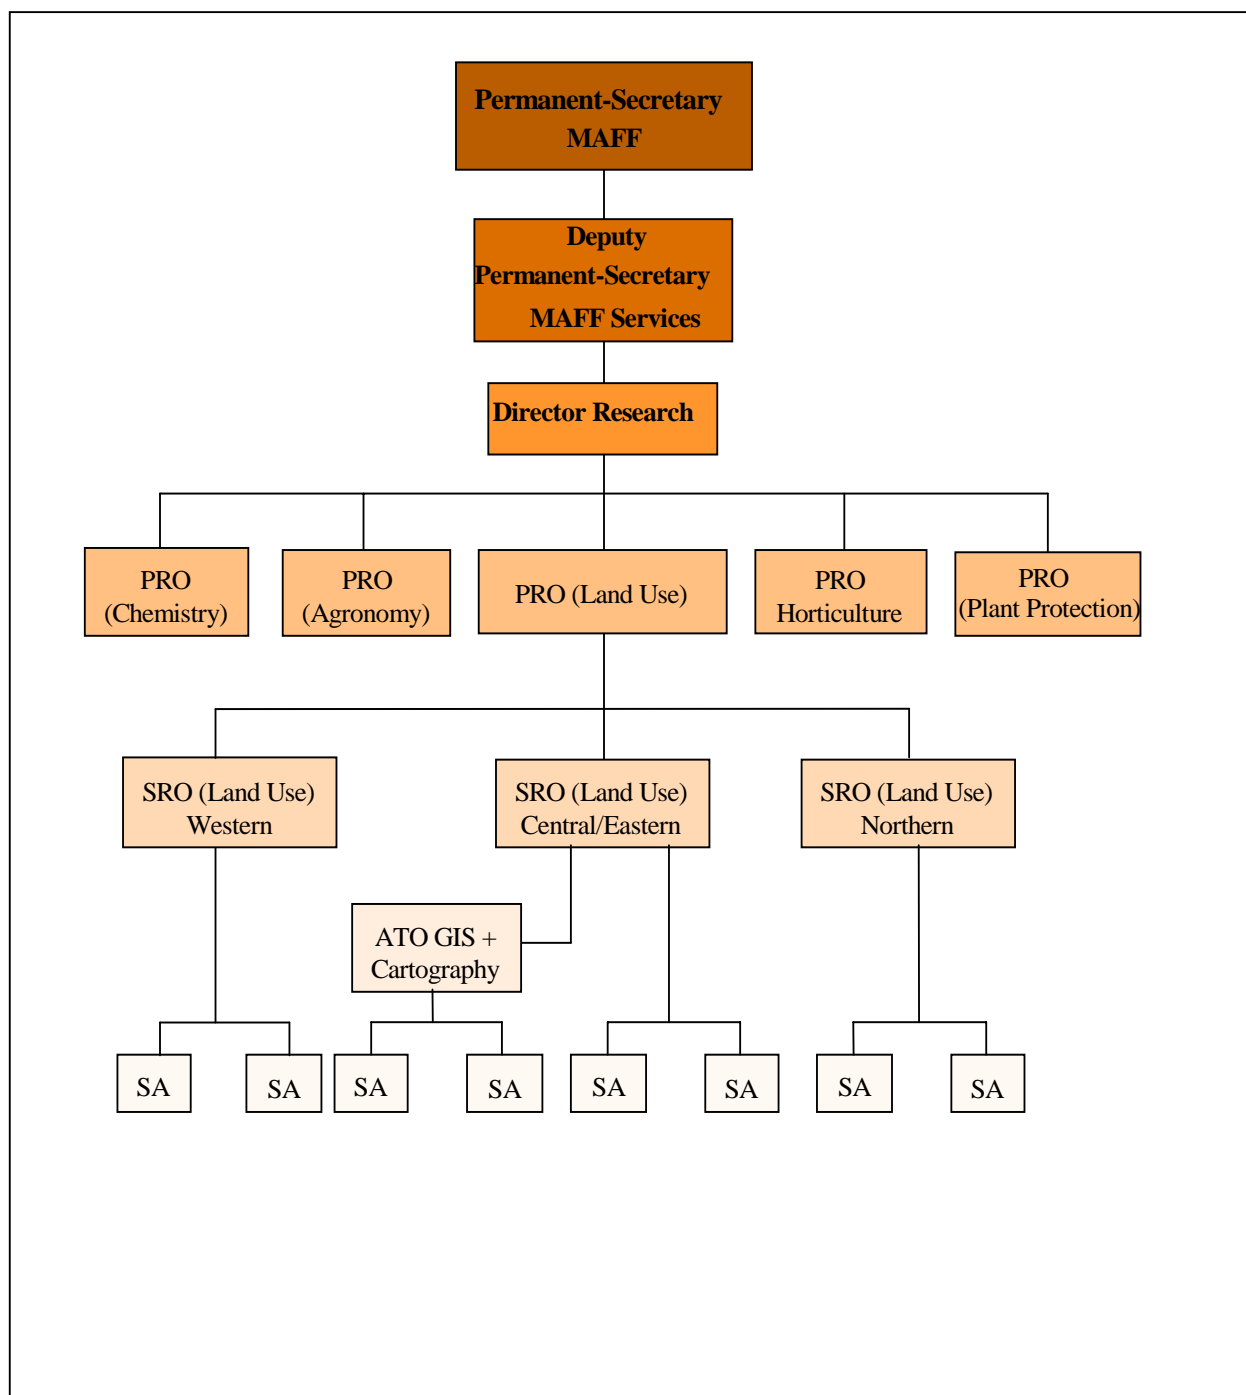 Permanent-Secretary
MAFF
Deputy
Permanent-Secretary
MAFF Services
Director Research
PRO
(Chemistry)
PRO
(Agronomy)
PRO (Land Use)
PRO
Horticulture
PRO
(Plant Protection)
SRO (Land Use)
Western
SRO (Land Use)
Central/Eastern
SRO (Land Use)
Northern
ATO GIS +
Cartography
SA
SA
SA
SA
SA
SA
SA
SA